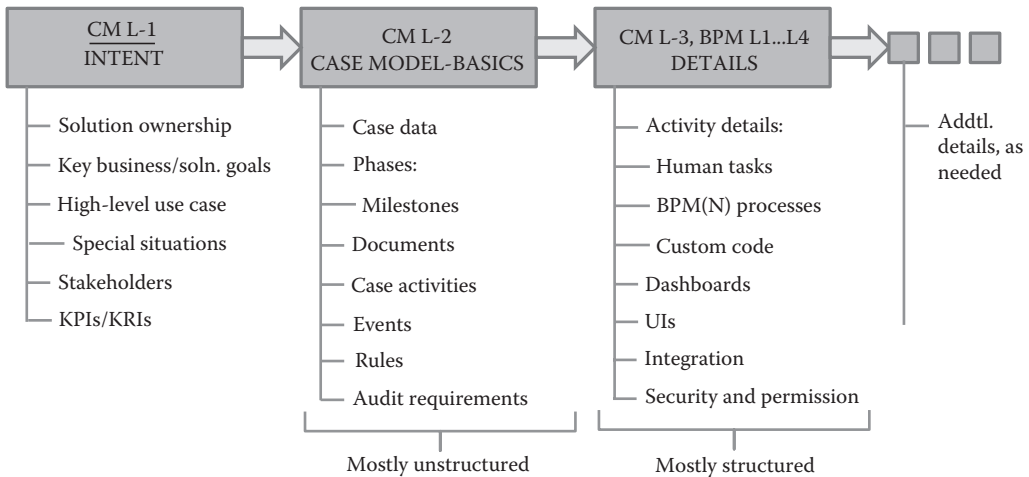 CM L-1
INTENT
Solution ownership
Key business/soln. goals
High-level use case
Special situations
Stakeholders
KPIs/KRIs
CM L-2
CASE MODEL-BASICS
Case data
Phases:
Milestones
Documents
Case activities
Events
Rules
Audit requirements
Mostly unstructured
CM L-3, BPM L1...L4
DETAILS
Activity details:
Human tasks
BPM(N) processes
Custom code
Dashboards
UIs
Integration
Security and permission
Mostly structured
Addtl.
details, as
needed